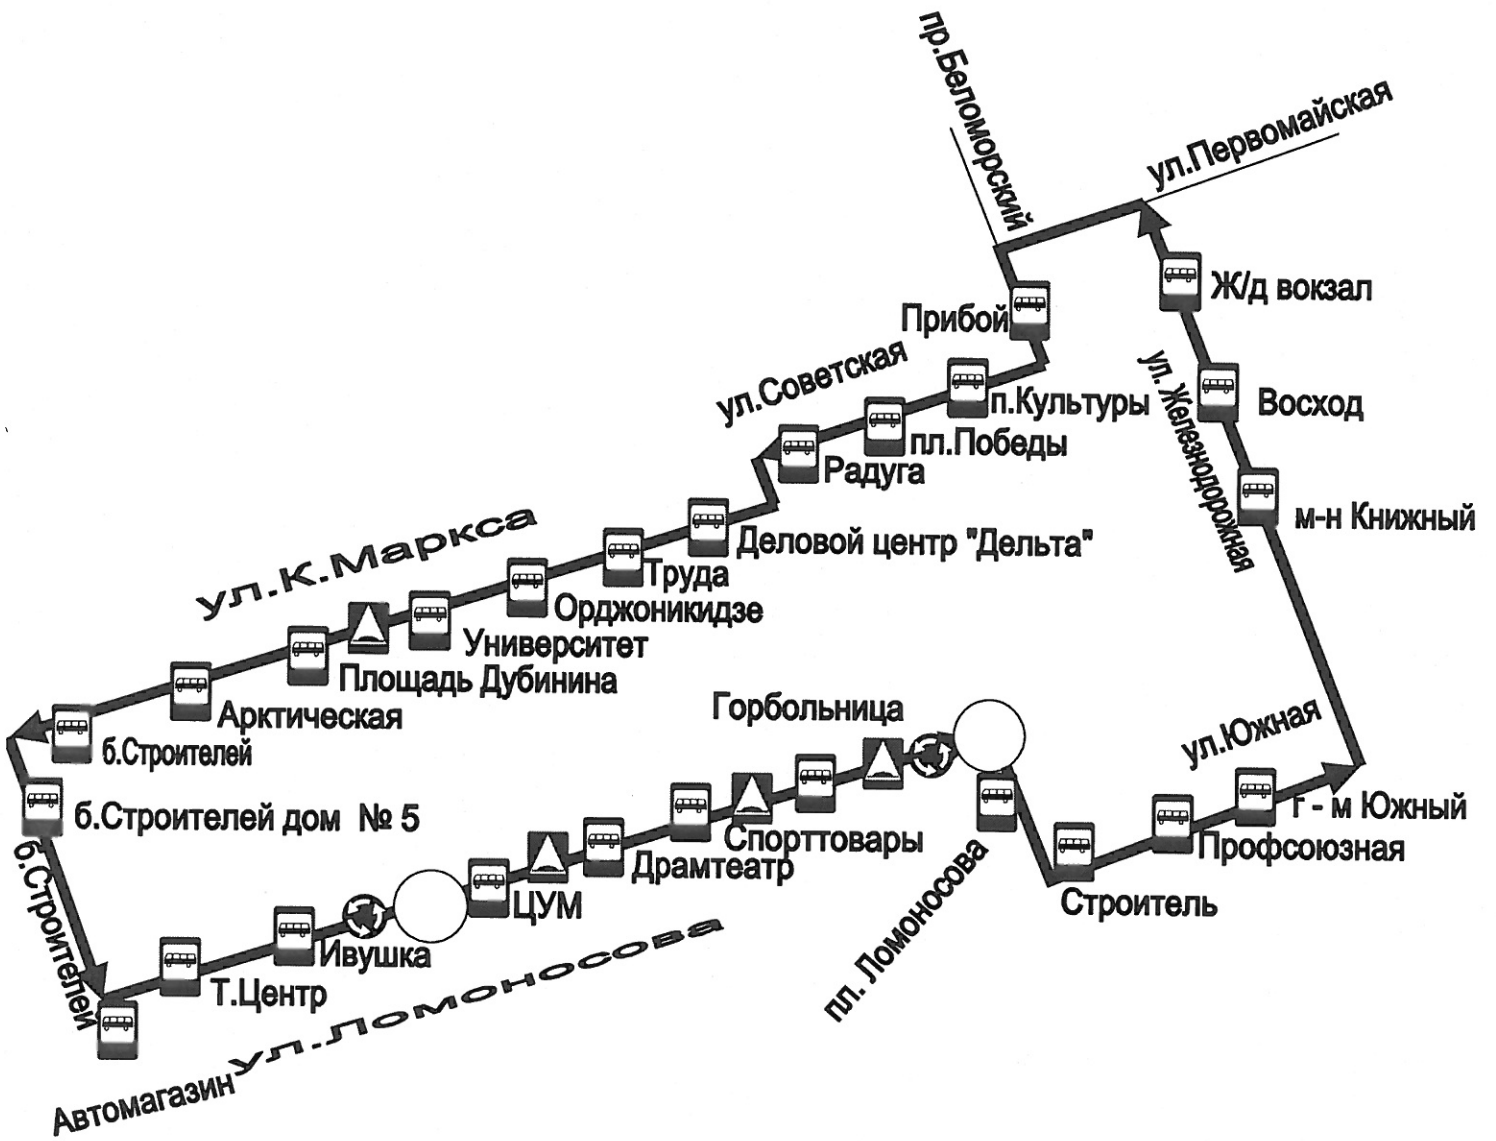 пр.Беломорский
ул.Первомайская
Ж/д вокзал
Прибой
ул.Советская
ул. Железнодорожная
п.Культуры
Восход
пл.Победы
Радуга
м-н Книжный
ул.К.Маркса
Деловой центр "Дельта"
Труда
Орджоникидзе
Университет
Площадь Дубинина
Арктическая
б.Строителей
Горбольница
ул.Южная
б.Строителей дом № 5
г - м Южный
Спорттовары
Профсоюзная
Драмтеатр
б.Строителей
ЦУМ
пл. Ломоносова
Строитель
Ивушка
Т.Центр
ул.Ломоносова
Автомагазин